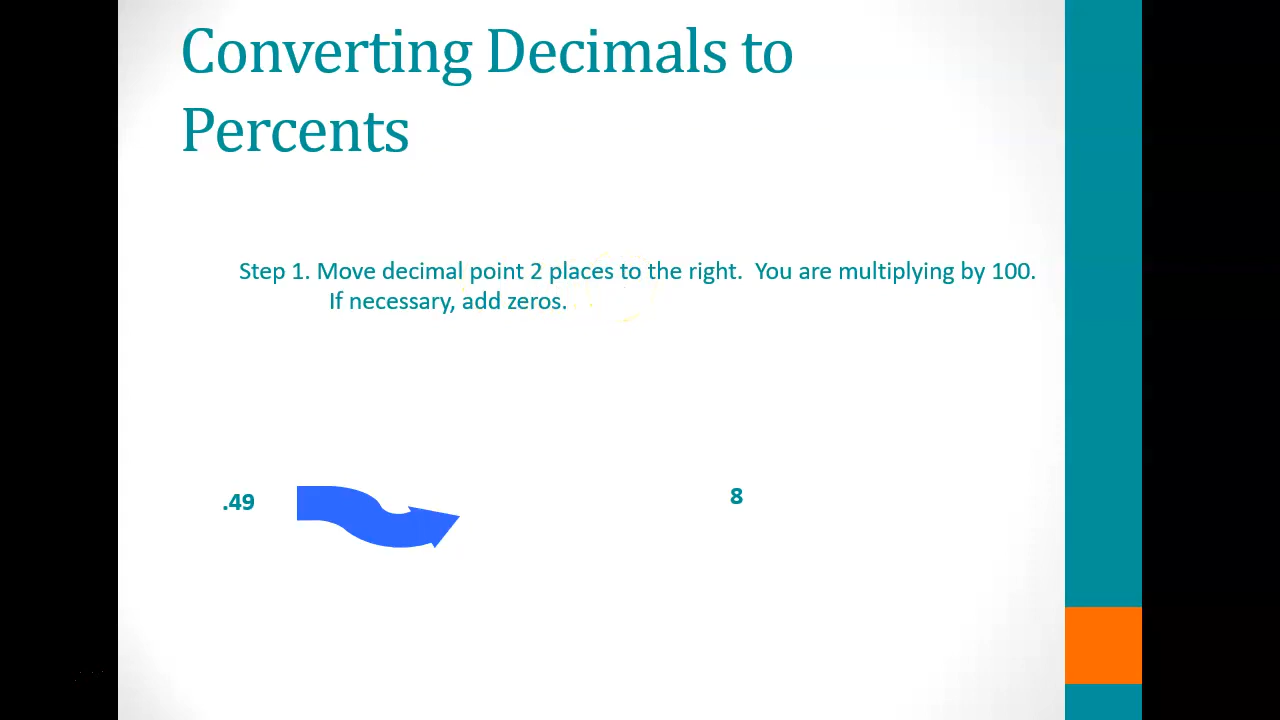 Converting Decimals to
Percents
Step 1. Move decimal point 2 places to the right.  You are multiplying by 100.
If necessary, add zeros.
.49
8